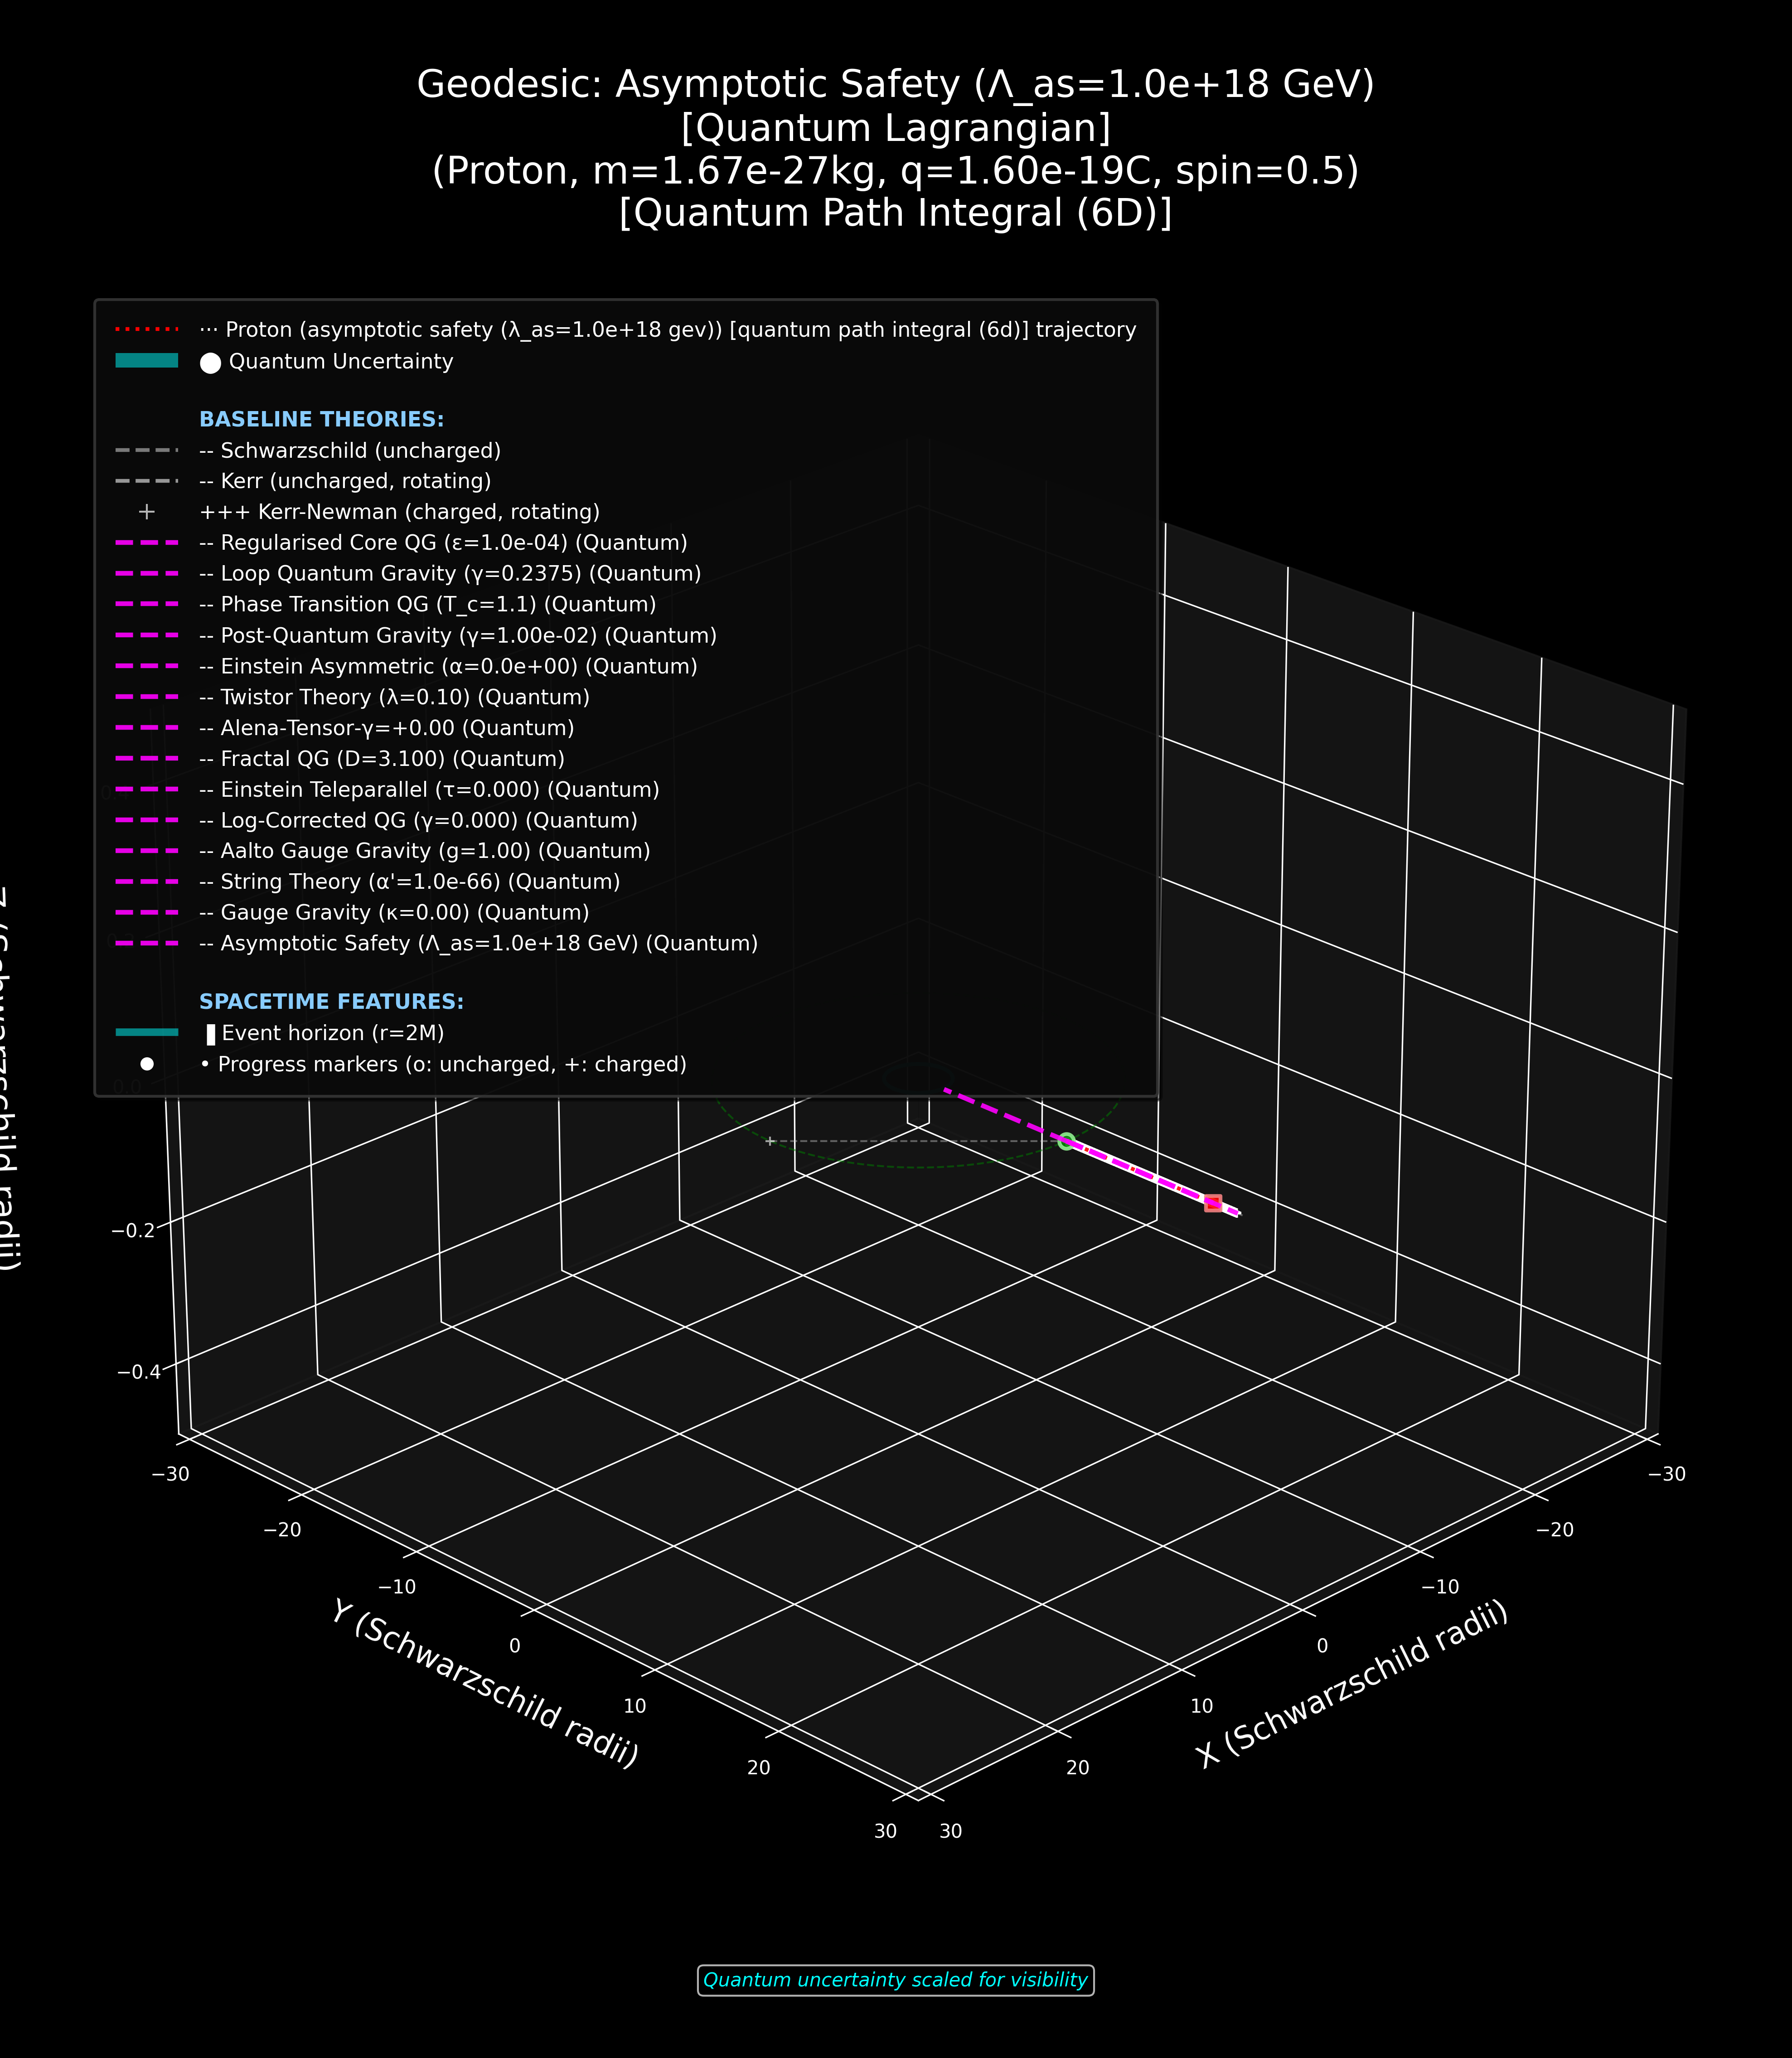 Geodesic: Asymptotic Safety (Λ_as=1.0e+18 GeV)
[Quantum Lagrangian]
(Proton, m=1.67e-27kg, q=1.60e-19C, spin=0.5)
[Quantum Path Integral (6D)]
··· Proton (asymptotic safety (λ_as=1.0e+18 gev)) [quantum path integral (6d)] trajectory
● Quantum Uncertainty
BASELINE THEORIES:
-- Schwarzschild (uncharged)
-- Kerr (uncharged, rotating)
+++ Kerr-Newman (charged, rotating)
-- Regularised Core QG (ε=1.0e-04) (Quantum)
-- Loop Quantum Gravity (γ=0.2375) (Quantum)
-- Phase Transition QG (T_c=1.1) (Quantum)
-- Post-Quantum Gravity (γ=1.00e-02) (Quantum)
-- Einstein Asymmetric (α=0.0e+00) (Quantum)
-- Twistor Theory (λ=0.10) (Quantum)
-- Alena-Tensor-γ=+0.00 (Quantum)
-- Fractal QG (D=3.100) (Quantum)
-- Einstein Teleparallel (τ=0.000) (Quantum)
-- Log-Corrected QG (γ=0.000) (Quantum)
-- Aalto Gauge Gravity (g=1.00) (Quantum)
-- String Theory (α'=1.0e-66) (Quantum)
-- Gauge Gravity (κ=0.00) (Quantum)
-- Asymptotic Safety (Λ_as=1.0e+18 GeV) (Quantum)
SPACETIME FEATURES:
▐ Event horizon (r=2M)
• Progress markers (o: uncharged, +: charged)
0.0
−0.2
−0.4
Z (Schwarzschild radii)
−30
−20
−10
0
10
20
30
Y (Schwarzschild radii)
30
20
10
0
−10
−20
−30
X (Schwarzschild radii)
Quantum uncertainty scaled for visibility